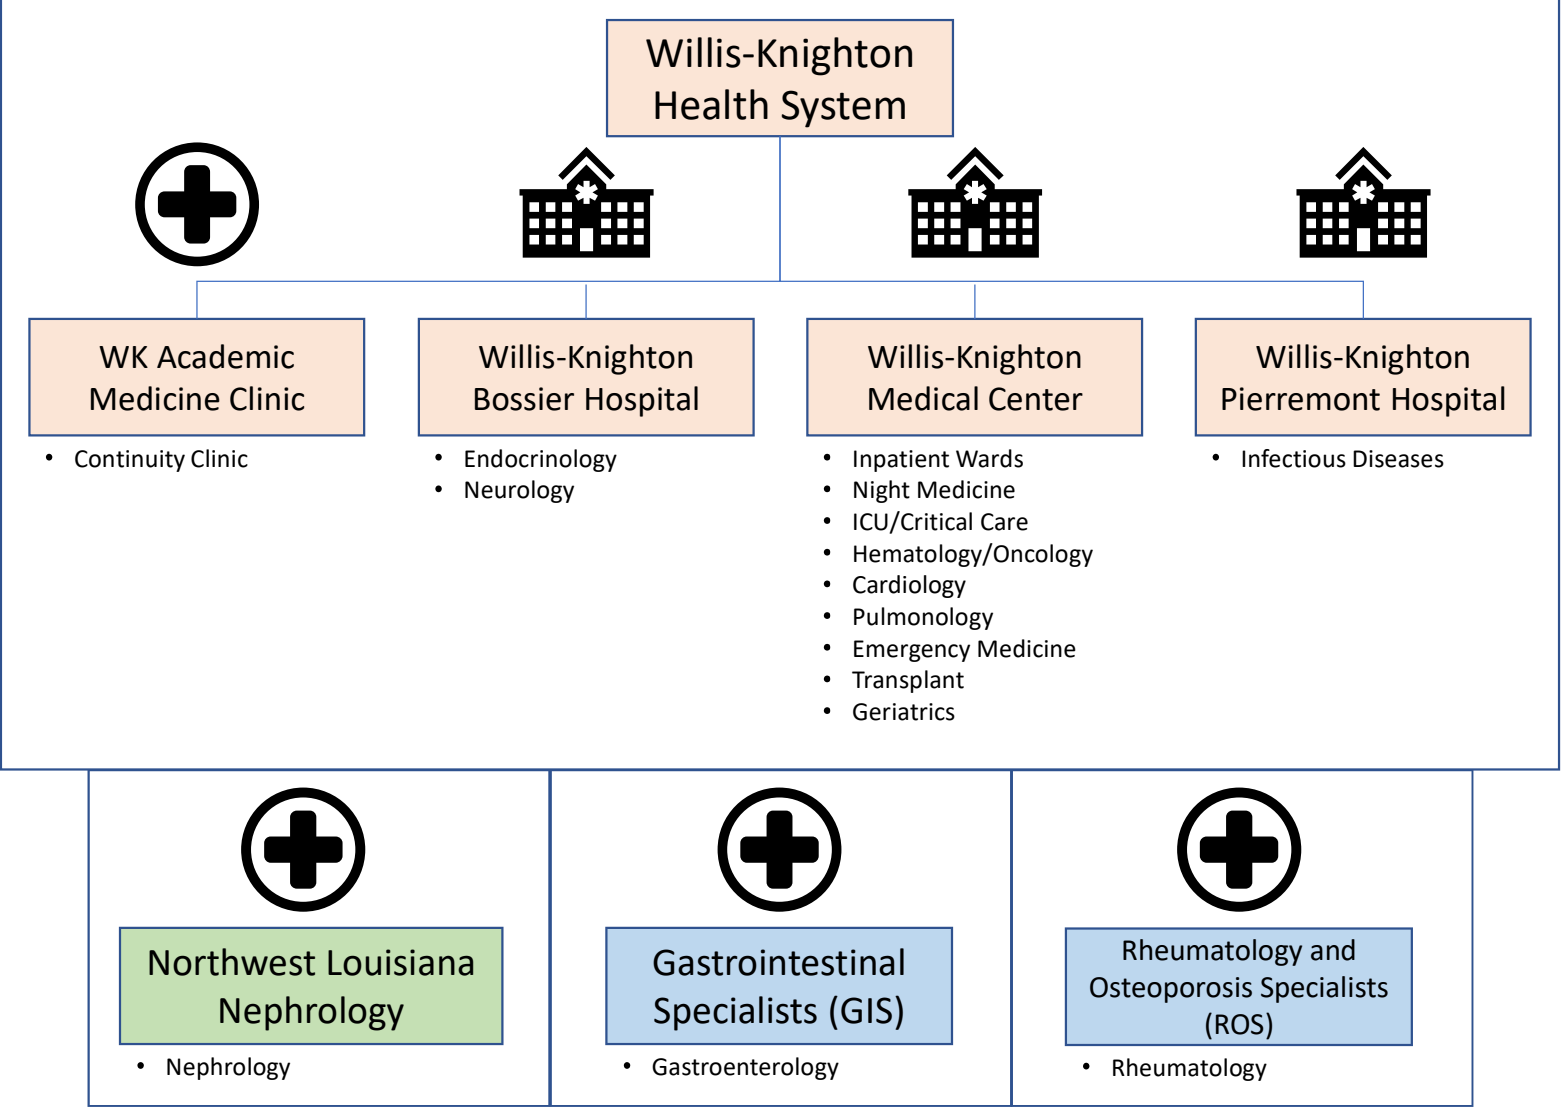 Willis-Knighton
Health System
WK Academic
Medicine Clinic
• Continuity Clinic
Willis-Knighton
Bossier Hospital
• Endocrinology
• Neurology
Willis-Knighton
Medical Center
• Inpatient Wards
• Night Medicine
• ICU/Critical Care
• Hematology/Oncology
• Cardiology
• Pulmonology
• Emergency Medicine
• Transplant
• Geriatrics
Willis-Knighton
Pierremont Hospital
• Infectious Diseases
Northwest Louisiana
Nephrology
• Nephrology
Gastrointestinal
Specialists (GIS)
• Gastroenterology
Rheumatology and
Osteoporosis Specialists
(ROS)
• Rheumatology